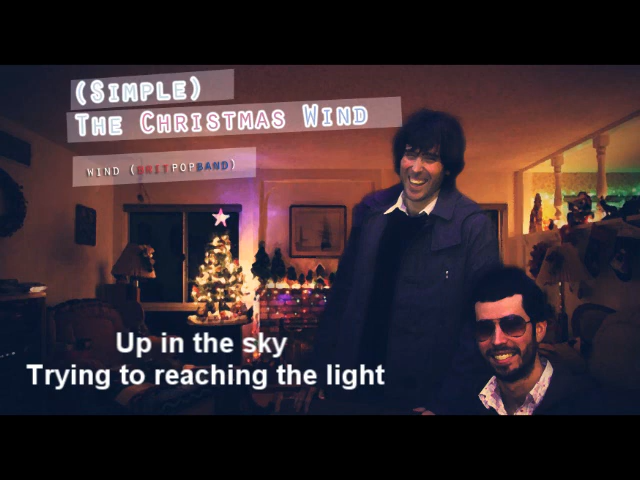 (Simple)
The Christmas Wind
WIND (BRITPOPBAND)
Up in the sky
Trying to reaching the light